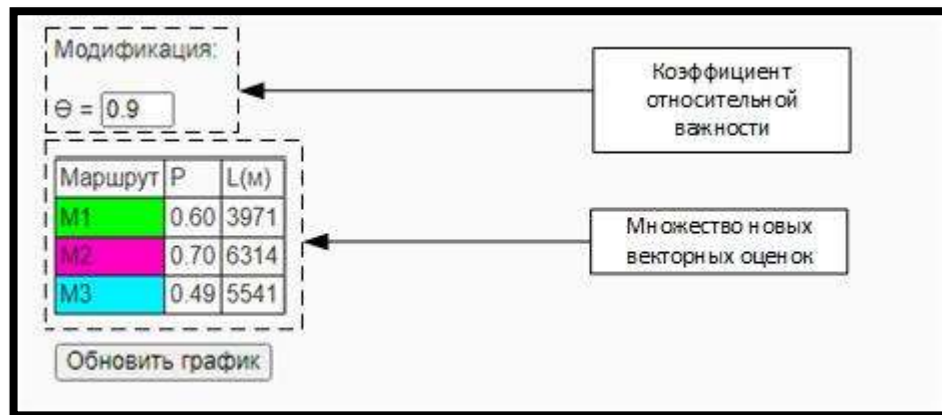 Модификация:
Θ = 0.9
Коэффициент
относительной
важности
Маршрут P L(м)
M1 0.60 3971
M2 0.70 6314
M3 0.49 5541
Множество новых
векторных оценок
Обновить график